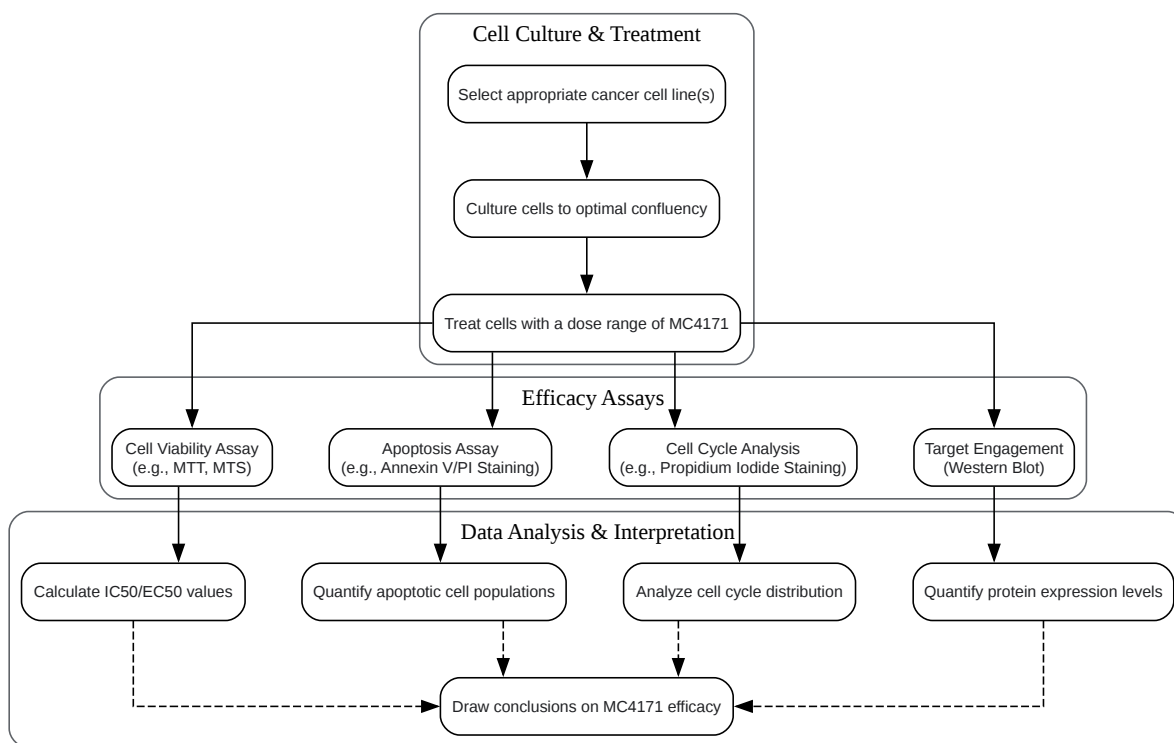 Cell Culture & Treatment
Select appropriate cancer cell line(s)
Culture cells to optimal confluency
Treat cells with a dose range of MC4171
Efficacy Assays
Cell Viability Assay
(e.g., MTT, MTS)
Apoptosis Assay
(e.g., Annexin V/PI Staining)
Cell Cycle Analysis
(e.g., Propidium Iodide Staining)
Target Engagement
(Western Blot)
Data Analysis & Interpretation
Calculate IC50/EC50 values
Quantify apoptotic cell populations
Analyze cell cycle distribution
Quantify protein expression levels
Draw conclusions on MC4171 efficacy